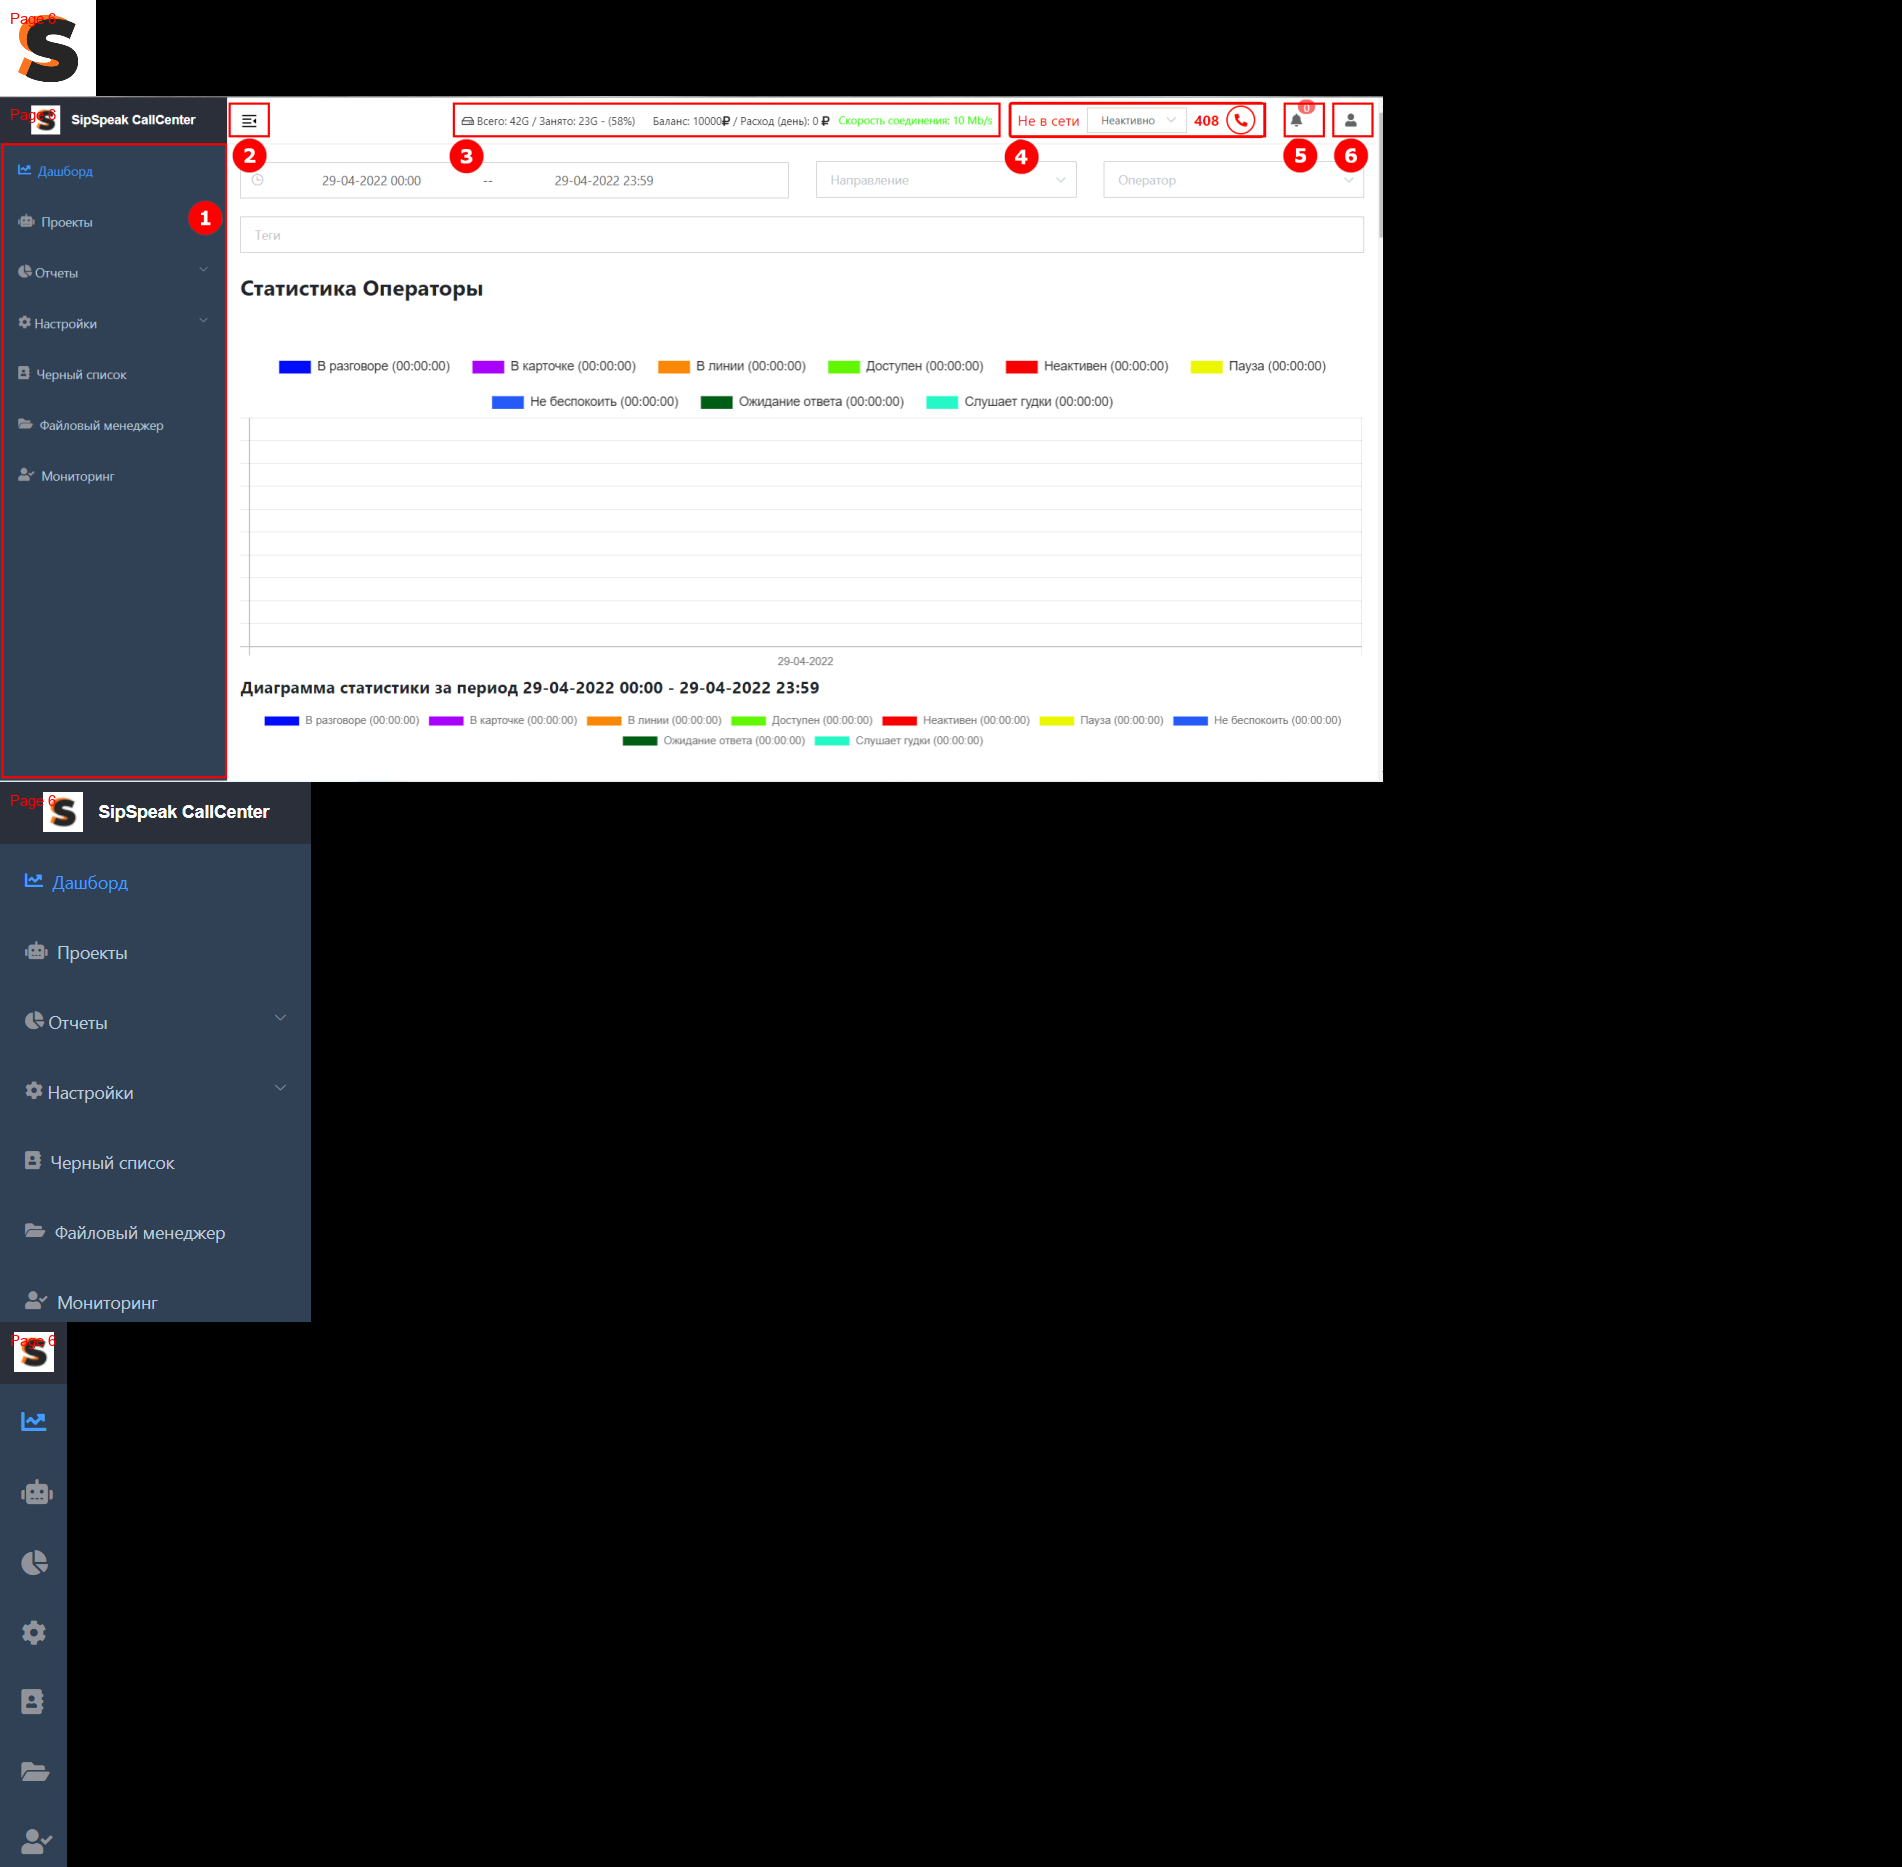 Page 6
Page 6
SipSpeak CallCenter
Всего: 42G / Занято: 23G - (58%) Баланс: 10000₽ / Расход (день): 0 ₽ Скорость соединения: 10 Mb/s
Не в сети Неактивно 408
0
1
2
3
4
5
6
Дашборд
Проекты
Отчеты
Настройки
Черный список
Файловый менеджер
Мониторинг
29-04-2022 00:00 -- 29-04-2022 23:59
Направление
Оператор
Теги
Статистика Операторы
В разговоре (00:00:00) В карточке (00:00:00) В линии (00:00:00) Доступен (00:00:00) Неактивен (00:00:00) Пауза (00:00:00)
Не беспокоить (00:00:00) Ожидание ответа (00:00:00) Слушает гудки (00:00:00)
29-04-2022
Диаграмма статистики за период 29-04-2022 00:00 - 29-04-2022 23:59
В разговоре (00:00:00) В карточке (00:00:00) В линии (00:00:00) Доступен (00:00:00) Неактивен (00:00:00) Пауза (00:00:00) Не беспокоить (00:00:00)
Ожидание ответа (00:00:00) Слушает гудки (00:00:00)
Page 6
SipSpeak CallCenter
Дашборд
Проекты
Отчеты
Настройки
Черный список
Файловый менеджер
Мониторинг
Page 6